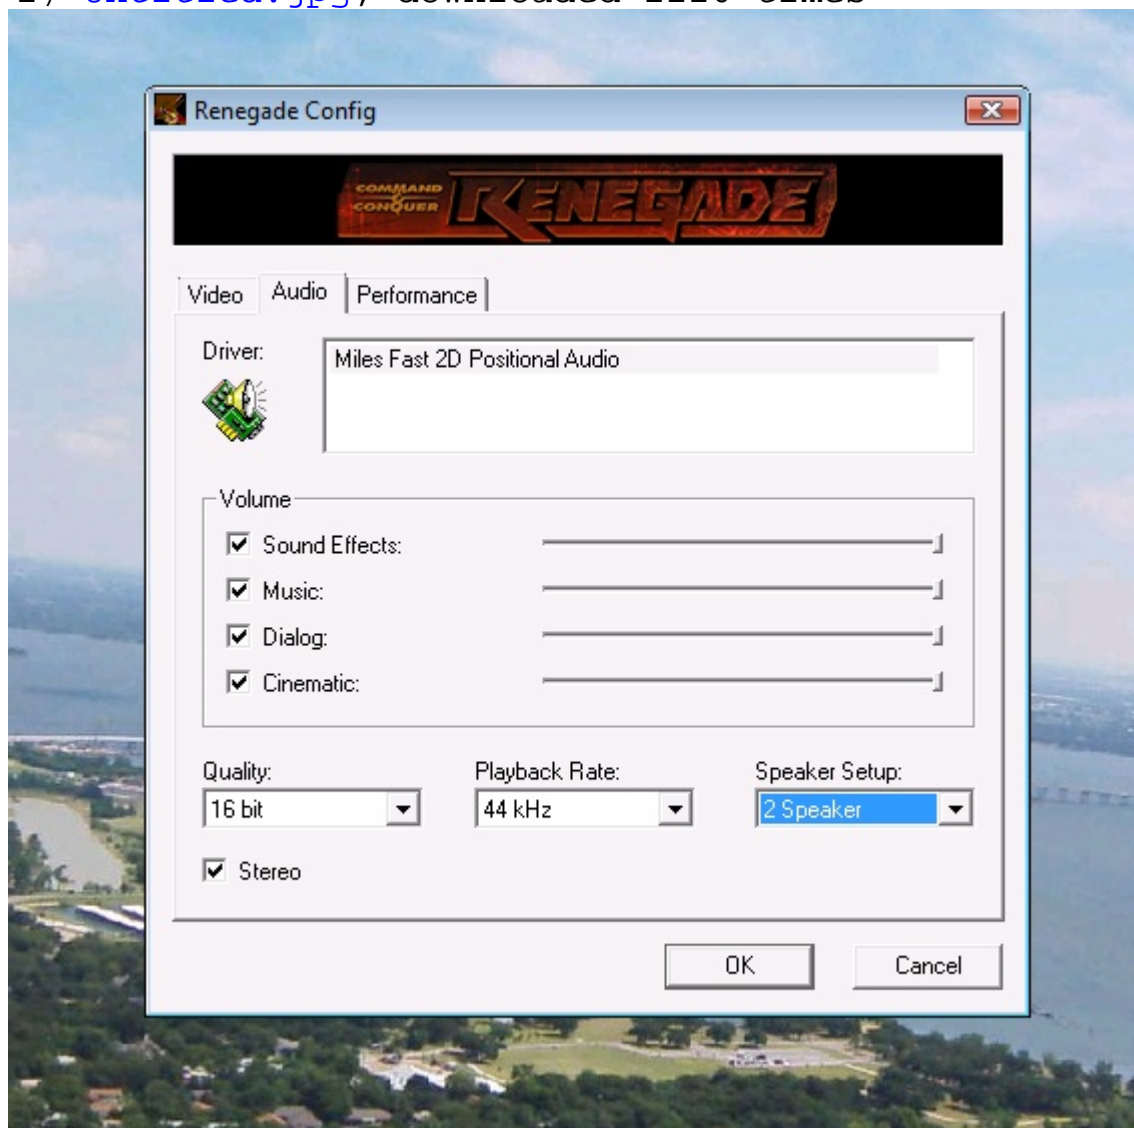 Renegade Config
COMMAND & CONQUER RENEGADE
Video Audio Performance
Driver:
Miles Fast 2D Positional Audio
Volume
Sound Effects:
Music:
Dialog:
Cinematic:
Quality: Playback Rate: Speaker Setup:
16 bit 44 kHz 2 Speaker
Stereo
OK Cancel